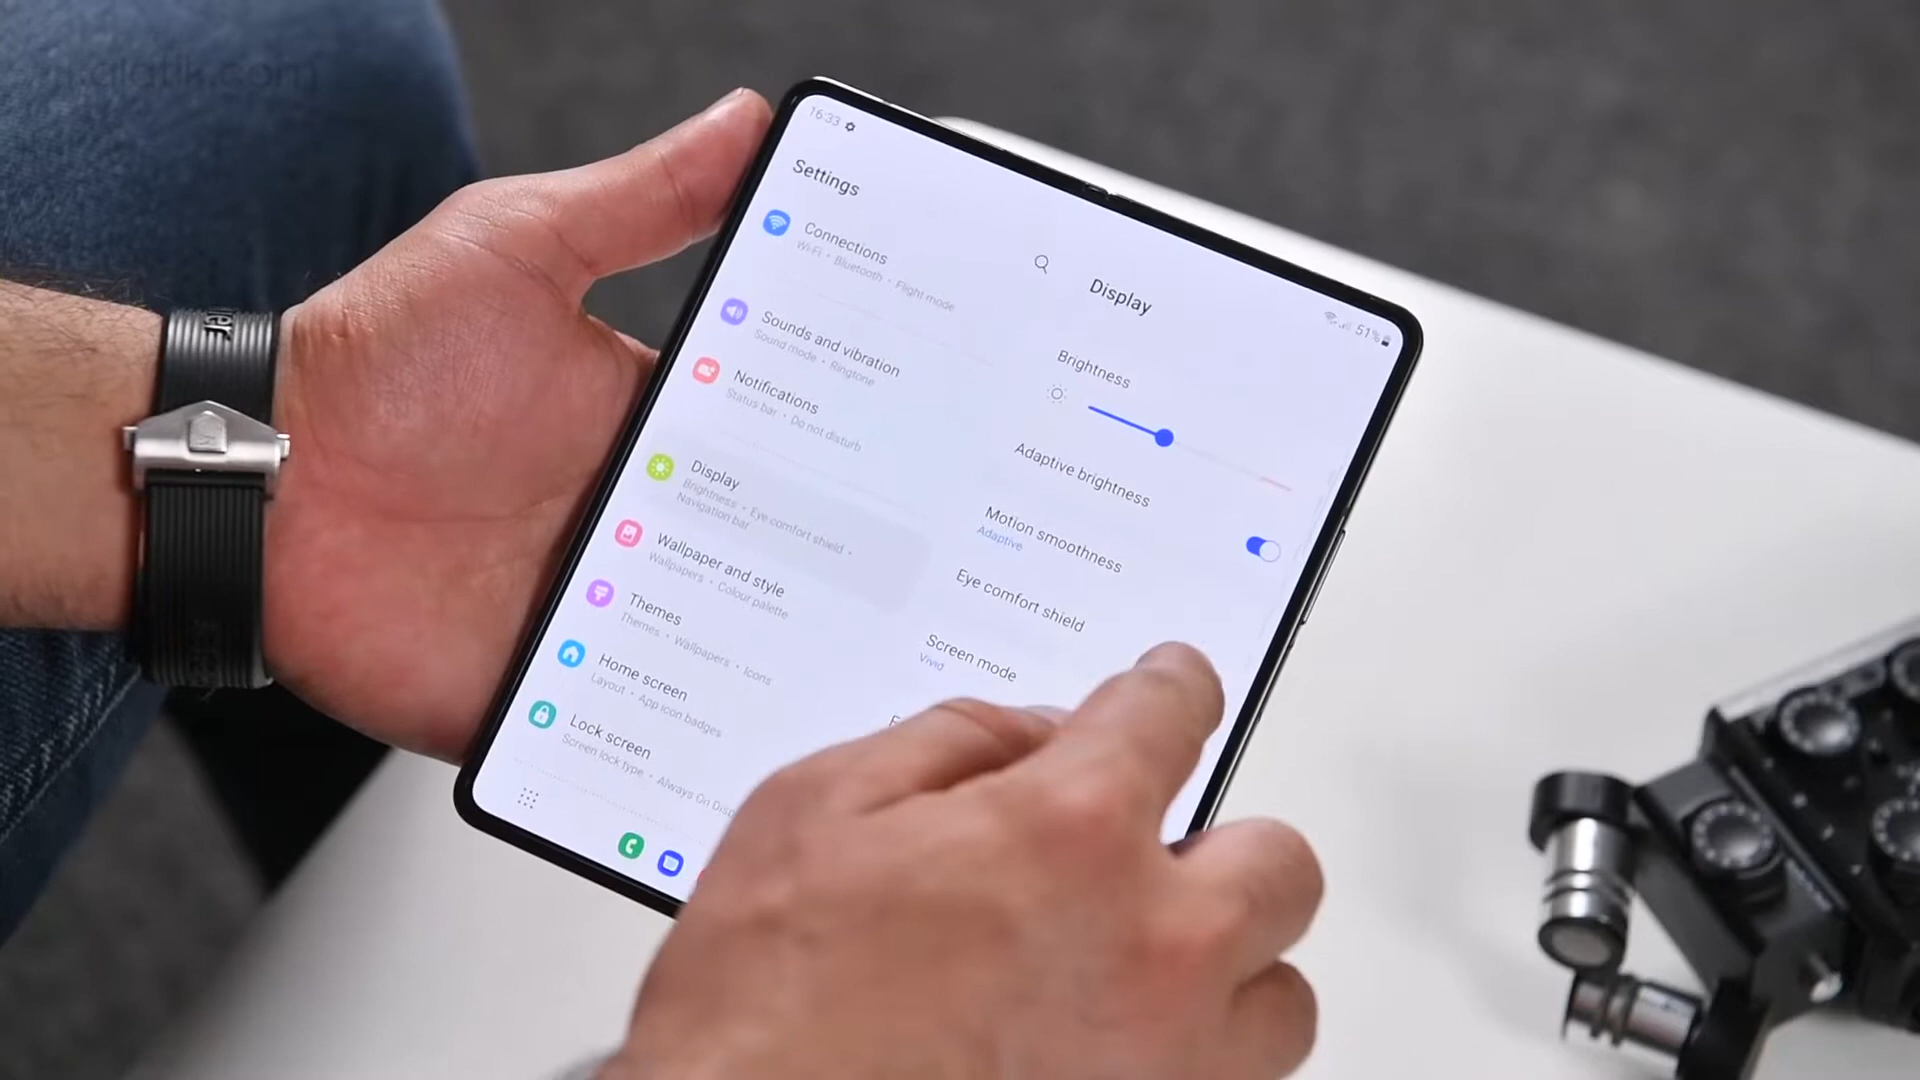 16:33
Settings
Connections
Wi-Fi • Bluetooth • Flight mode
Sounds and vibration
Sound mode • Ringtone
Notifications
Status bar • Do not disturb
Display
Brightness • Eye comfort shield •
Navigation bar
Wallpaper and style
Wallpapers • Colour palette
Themes
Themes • Wallpapers • Icons
Home screen
Layout • App icon badges
Lock screen
Screen lock type • Always On Disp
51%
Display
Brightness
Adaptive brightness
Motion smoothness
Adaptive
Eye comfort shield
Screen mode
Vivid